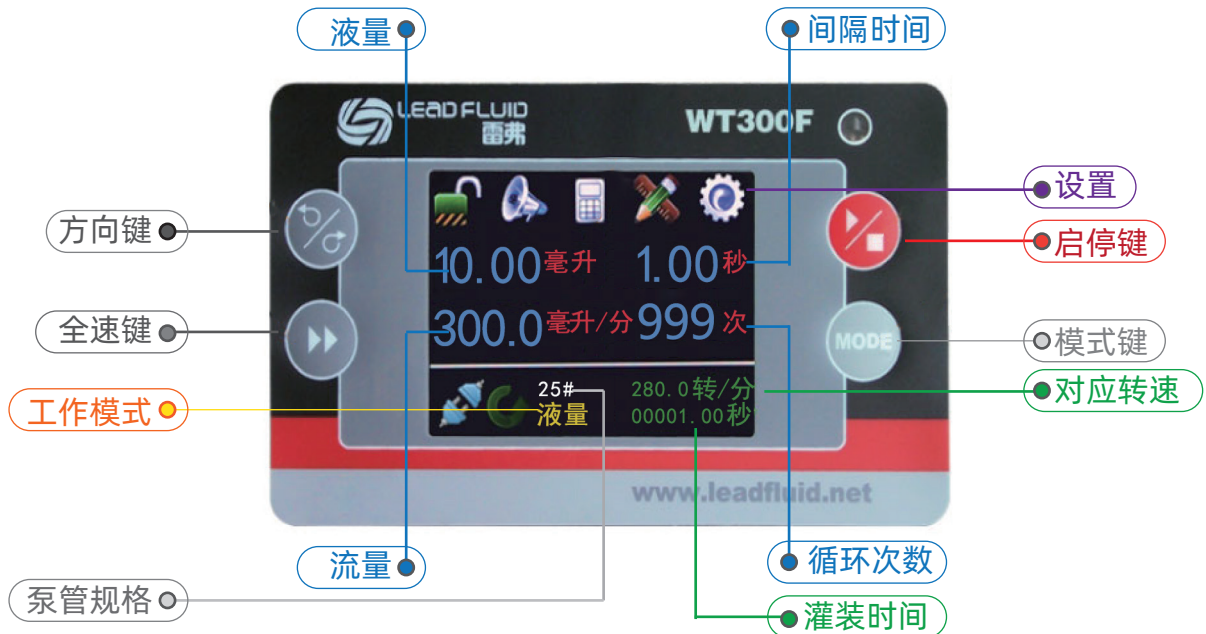 液量
间隔时间
LEAD FLUID
雷弗
WT300F
设置
方向键
启停键
10.00毫升
1.00秒
全速键
300.0毫升/分
999次
MODE
模式键
25#
280.0转/分
对应转速
工作模式
液量
00001.00秒
www.leadfluid.net
流量
循环次数
泵管规格
灌装时间